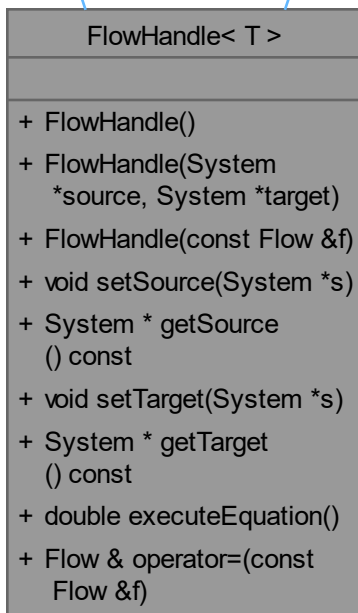 FlowHandle< T >
+ FlowHandle()
+ FlowHandle(System
*source, System *target)
+ FlowHandle(const Flow &f)
+ void setSource(System *s)
+ System * getSource
() const
+ void setTarget(System *s)
+ System * getTarget
() const
+ double executeEquation()
+ Flow & operator=(const
Flow &f)